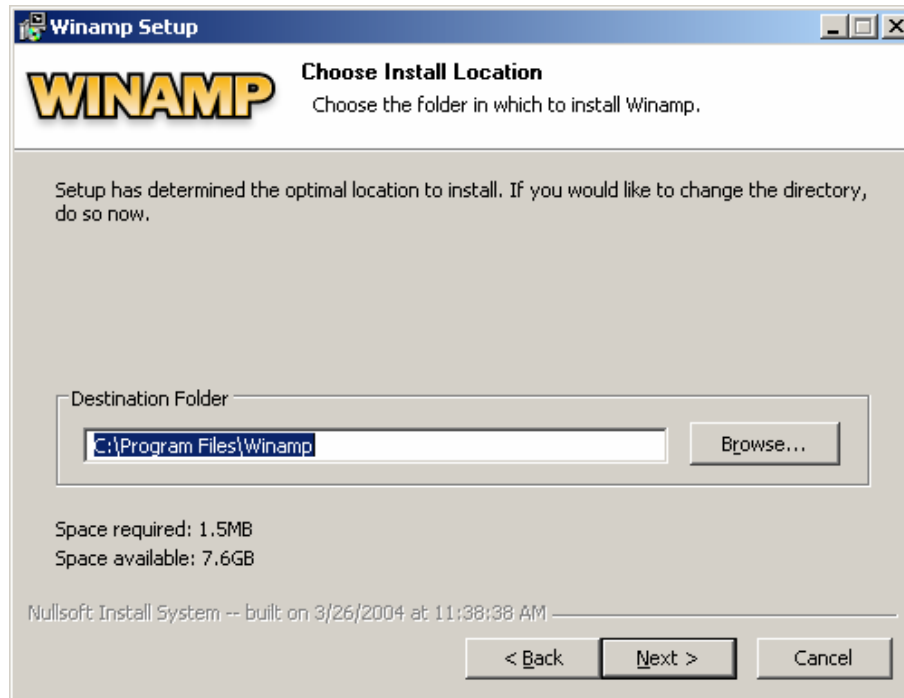 Winamp Setup
WINAMP
Choose Install Location
Choose the folder in which to install Winamp.
Setup has determined the optimal location to install. If you would like to change the directory,
do so now.
Destination Folder
C:\Program Files\Winamp
Browse...
Space required: 1.5MB
Space available: 7.6GB
Nullsoft Install System -- built on 3/26/2004 at 11:38:38 AM
< Back
Next >
Cancel